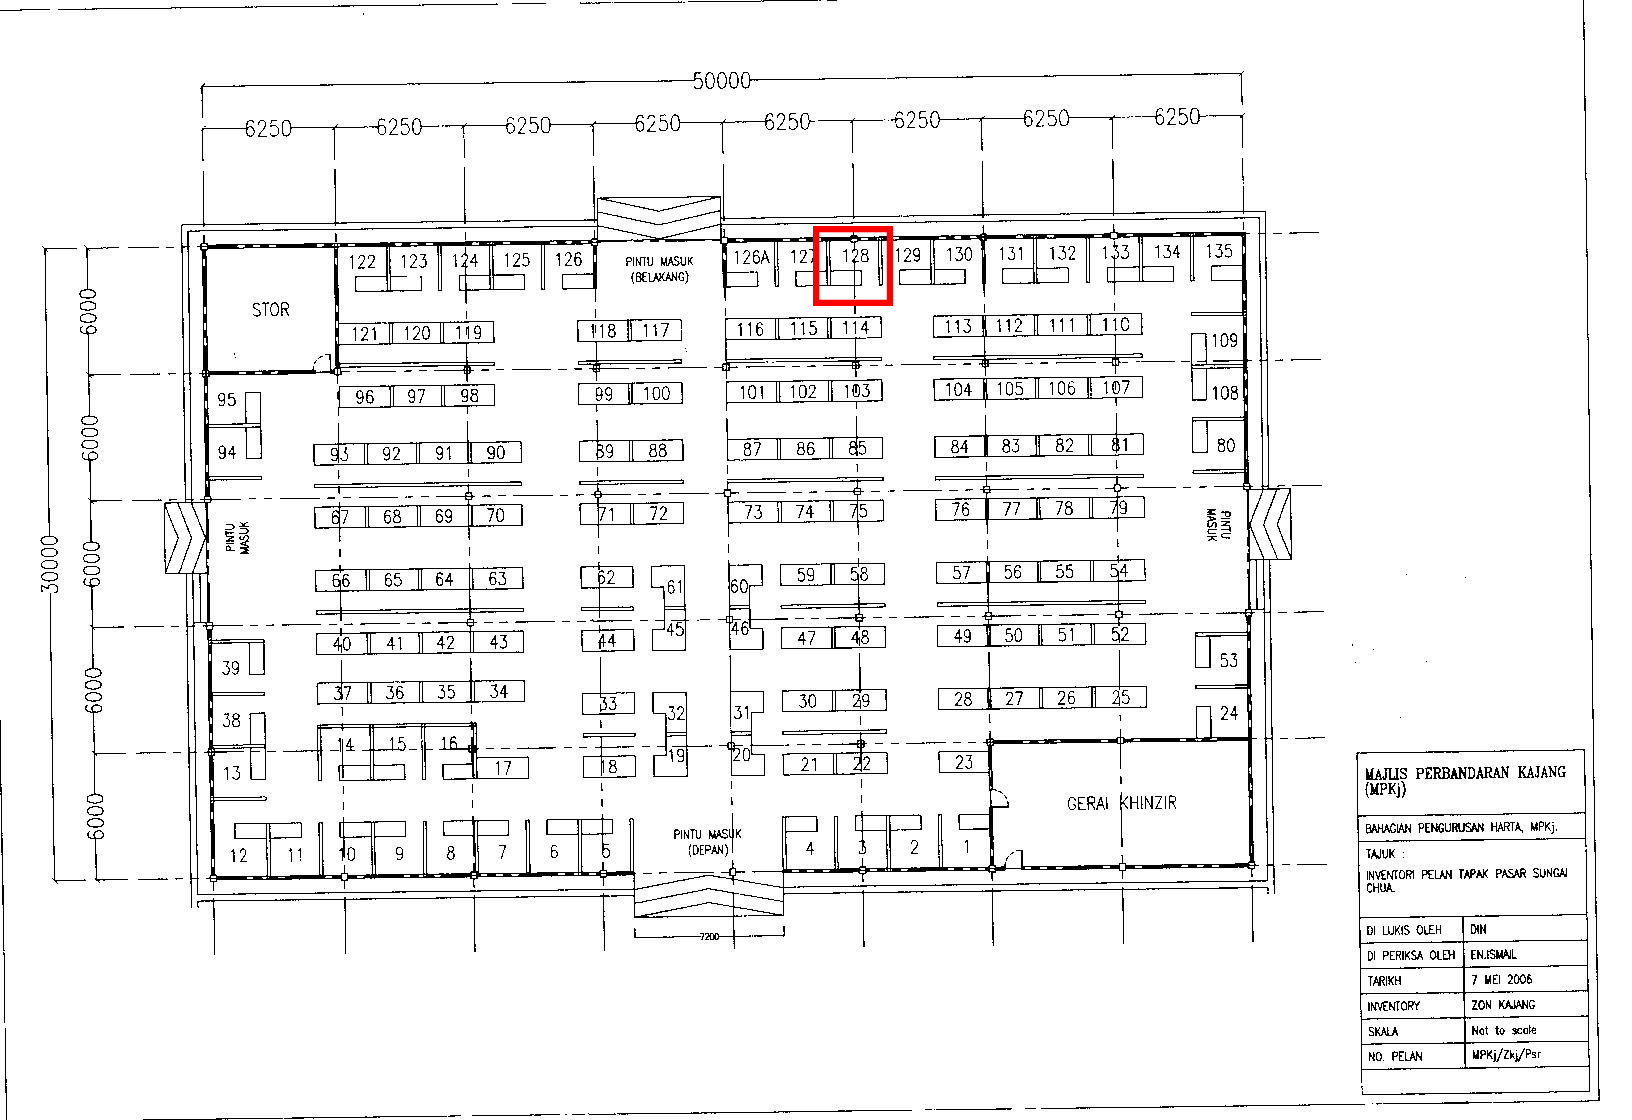 50000
6250 6250 6250 6250 6250 6250 6250 6250
122 123 124 125 126 PINTU MASUK 126A 127 128 129 130 131 132 133 134 135
(BELAKANG)
6000 STOR
121 120 119 118 117 116 115 114 113 112 111 110
109
95 96 97 98 99 100 101 102 103 104 105 106 107 108
6000
94 93 92 91 90 89 88 87 86 85 84 83 82 81 80
67 68 69 70 71 72 73 74 75 76 77 78 79
PINTU MASUK
PINTU MASUK
30000
6000
66 65 64 63 62 61 60 59 58 57 56 55 54
40 41 42 43 44 45 46 47 48 49 50 51 52
39 53
6000
37 36 35 34 33 32 31 30 29 28 27 26 25
38 24
14 15 16
13 17 18 19 20 21 22 23
6000
GERAI KHINZIR
PINTU MASUK
(DEPAN)
12 11 10 9 8 7 6 5 4 3 2 1
7200
MAJLIS PERBANDARAN KAJANG
(MPKj)
BAHAGIAN PENGURUSAN HARTA, MPKj.
TAJUK :
INVENTORI PELAN TAPAK PASAR SUNGAI
CHUA.
DI LUKIS OLEH DIN
DI PERIKSA OLEH EN.ISMAIL
TARIKH 7 MEI 2006
INVENTORY ZON KAJANG
SKALA Not to scale
NO. PELAN MPKj/Zkj/Psr